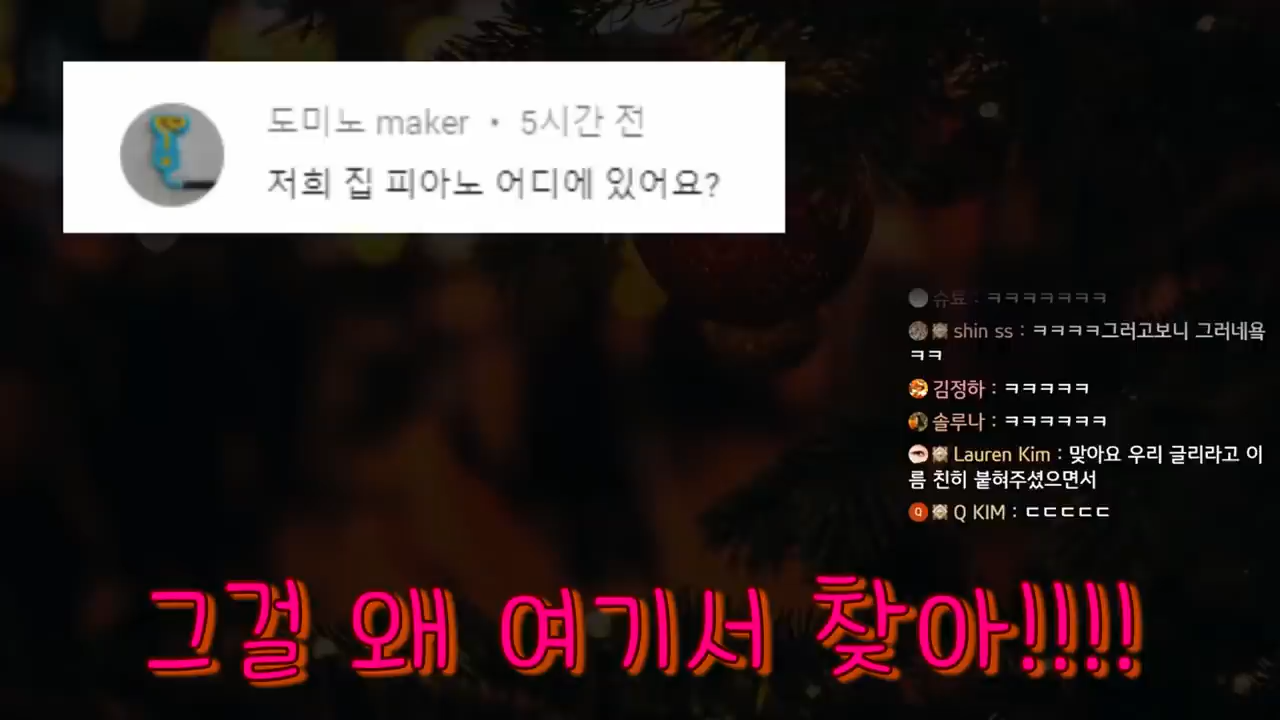 도미노 maker • 5시간 전
저희 집 피아노 어디에 있어요?
슈뾰 : ㅋㅋㅋㅋㅋㅋㅋ
shin ss : ㅋㅋㅋㅋ그러고보니 그러네욬
ㅋㅋ
김정하 : ㅋㅋㅋㅋㅋ
솔루나 : ㅋㅋㅋㅋㅋㅋ
Lauren Kim : 맞아요 우리 글리라고 이
름 친히 붙혀주셨으면서
Q KIM : ㄷㄷㄷㄷㄷ
그걸 왜 여기서 찾아!!!!